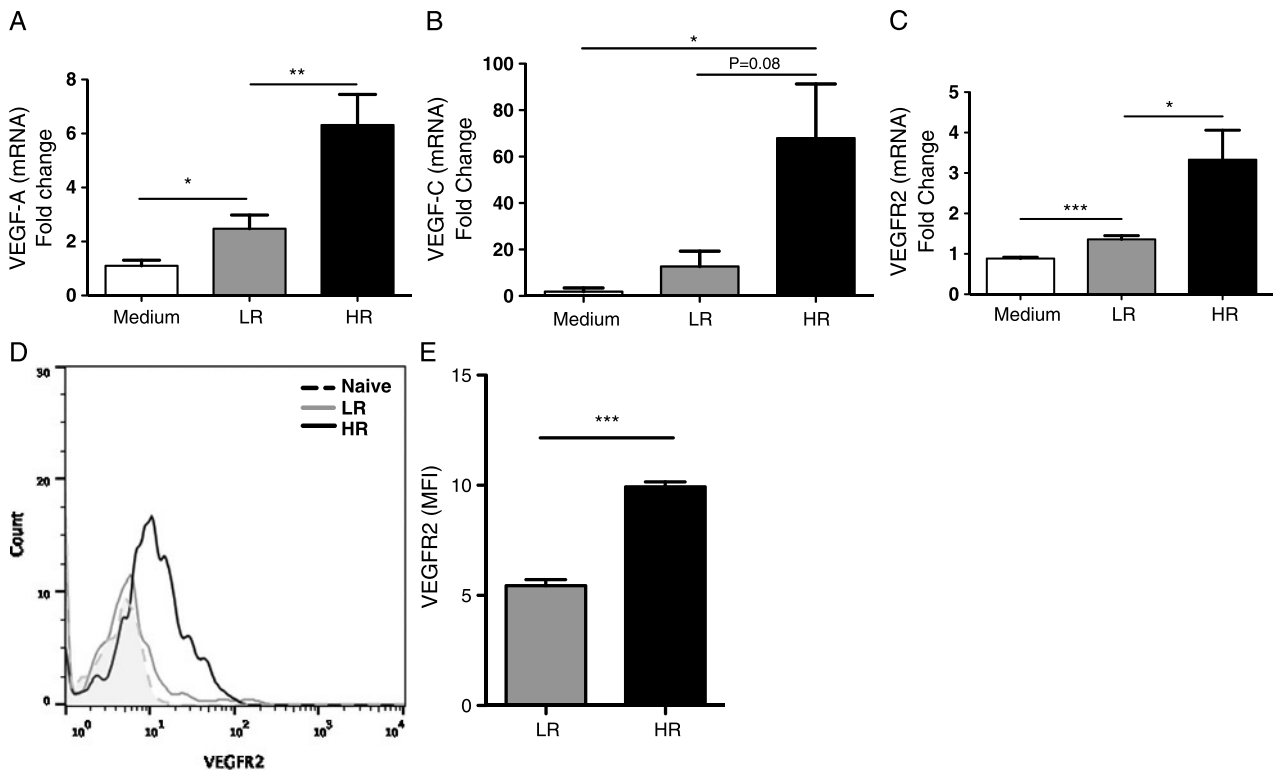 A
VEGF-A (mRNA)
Fold change
8
6
4
2
0
*
**
Medium LR HR
B
VEGF-C (mRNA)
Fold Change
100
80
60
40
20
0
*
P=0.08
Medium LR HR
C
VEGFR2 (mRNA)
Fold Change
5
4
3
2
1
0
***
*
Medium LR HR
D
Count
30
20
10
0
Naive
LR
HR
10^0 10^1 10^2 10^3 10^4
VEGFR2
E
VEGFR2 (MFI)
15
10
5
0
***
LR HR